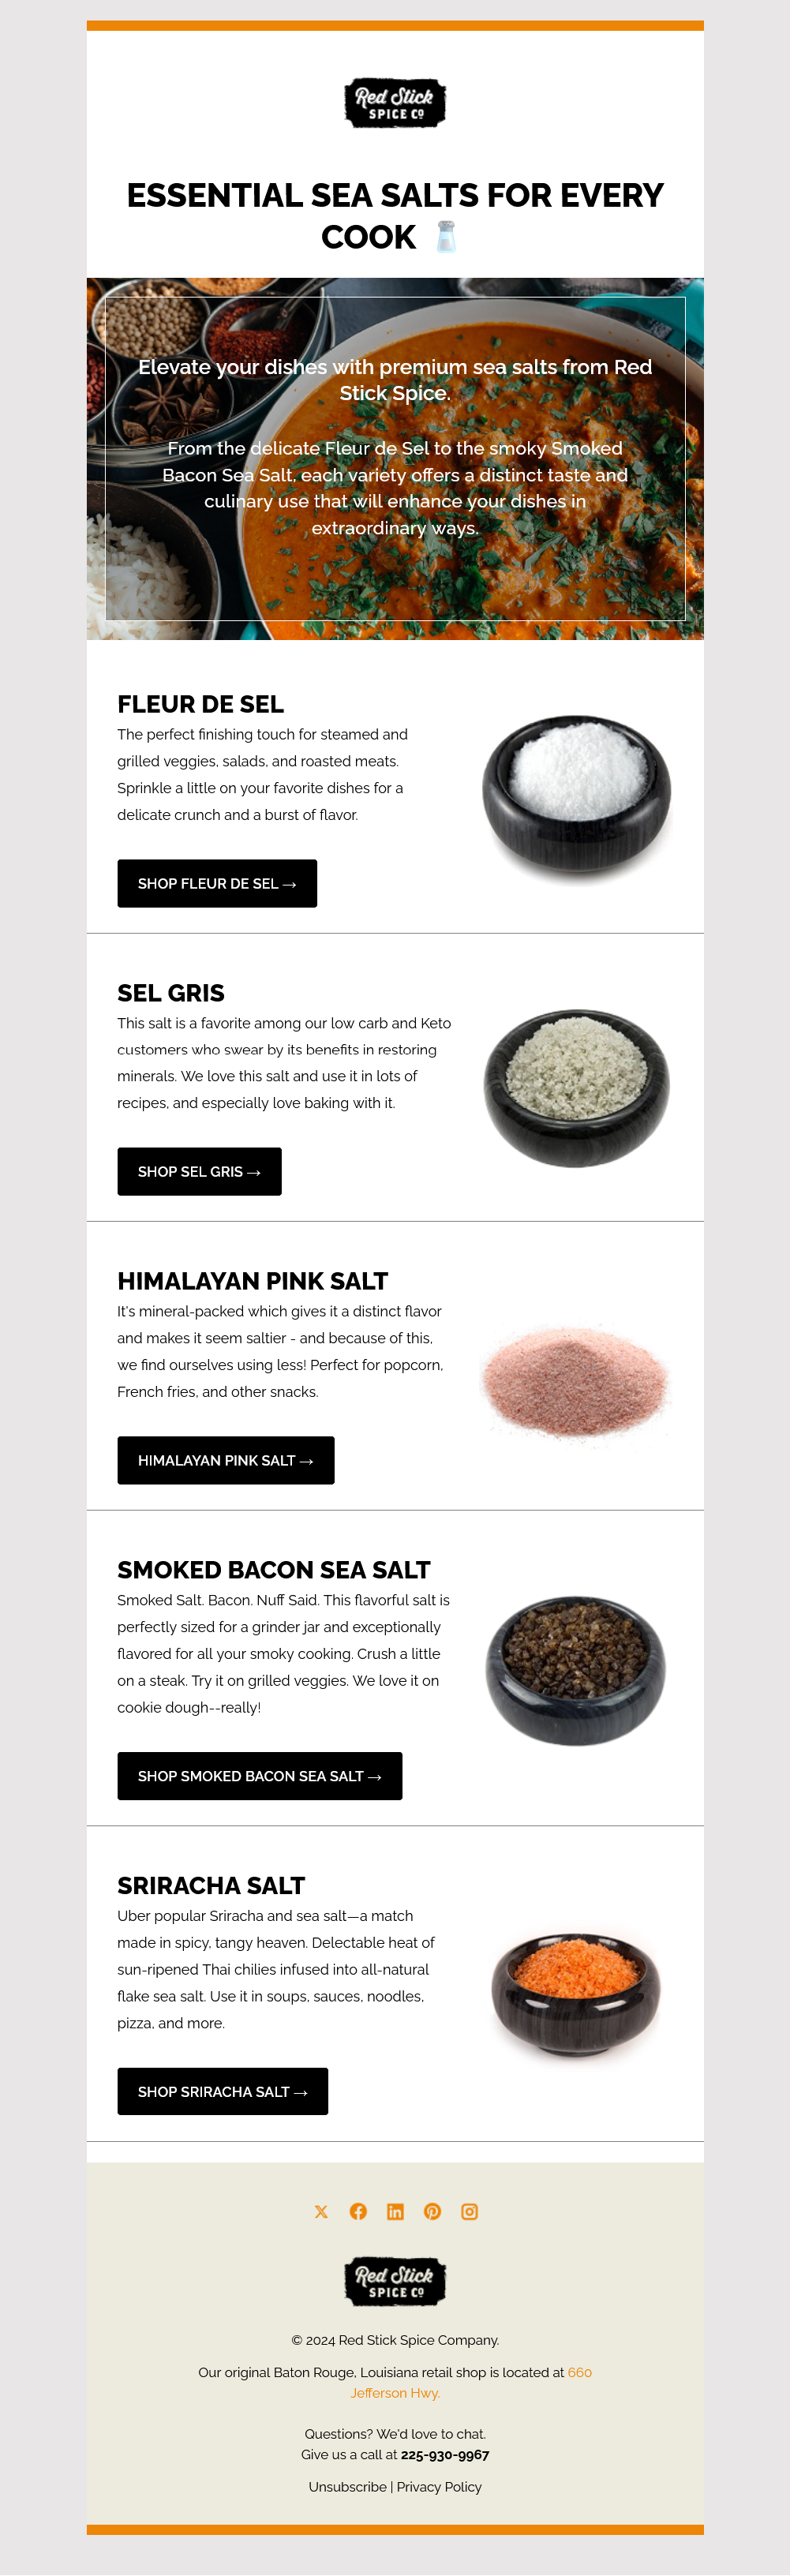 Red Stick
SPICE CO
ESSENTIAL SEA SALTS FOR EVERY
COOK 🧂
Elevate your dishes with premium sea salts from Red
Stick Spice.
From the delicate Fleur de Sel to the smoky Smoked
Bacon Sea Salt, each variety offers a distinct taste and
culinary use that will enhance your dishes in
extraordinary ways.
FLEUR DE SEL
The perfect finishing touch for steamed and
grilled veggies, salads, and roasted meats.
Sprinkle a little on your favorite dishes for a
delicate crunch and a burst of flavor.
SHOP FLEUR DE SEL →
SEL GRIS
This salt is a favorite among our low carb and Keto
customers who swear by its benefits in restoring
minerals. We love this salt and use it in lots of
recipes, and especially love baking with it.
SHOP SEL GRIS →
HIMALAYAN PINK SALT
It's mineral-packed which gives it a distinct flavor
and makes it seem saltier - and because of this,
we find ourselves using less! Perfect for popcorn,
French fries, and other snacks.
HIMALAYAN PINK SALT →
SMOKED BACON SEA SALT
Smoked Salt. Bacon. Nuff Said. This flavorful salt is
perfectly sized for a grinder jar and exceptionally
flavored for all your smoky cooking. Crush a little
on a steak. Try it on grilled veggies. We love it on
cookie dough--really!
SHOP SMOKED BACON SEA SALT →
SRIRACHA SALT
Uber popular Sriracha and sea salt—a match
made in spicy, tangy heaven. Delectable heat of
sun-ripened Thai chilies infused into all-natural
flake sea salt. Use it in soups, sauces, noodles,
pizza, and more.
SHOP SRIRACHA SALT →
Red Stick
SPICE CO
© 2024 Red Stick Spice Company.
Our original Baton Rouge, Louisiana retail shop is located at 660
Jefferson Hwy.
Questions? We'd love to chat.
Give us a call at 225-930-9967
Unsubscribe | Privacy Policy